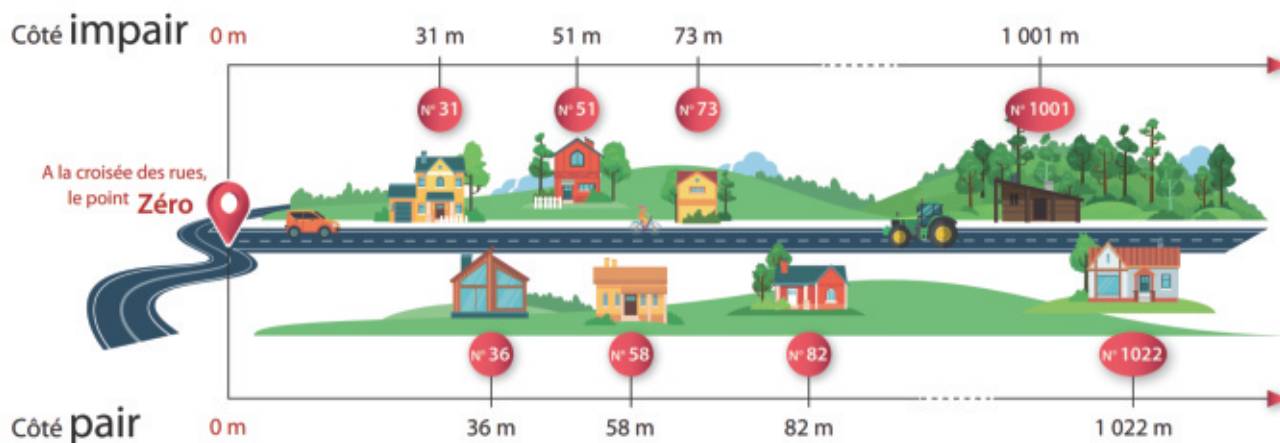 Côté impair 0 m 31 m 51 m 73 m 1 001 m
N° 31 N° 51 N° 73 N° 1001
A la croisée des rues,
le point Zéro
N° 36 N° 58 N° 82 N° 1022
Côté pair 0 m 36 m 58 m 82 m 1 022 m